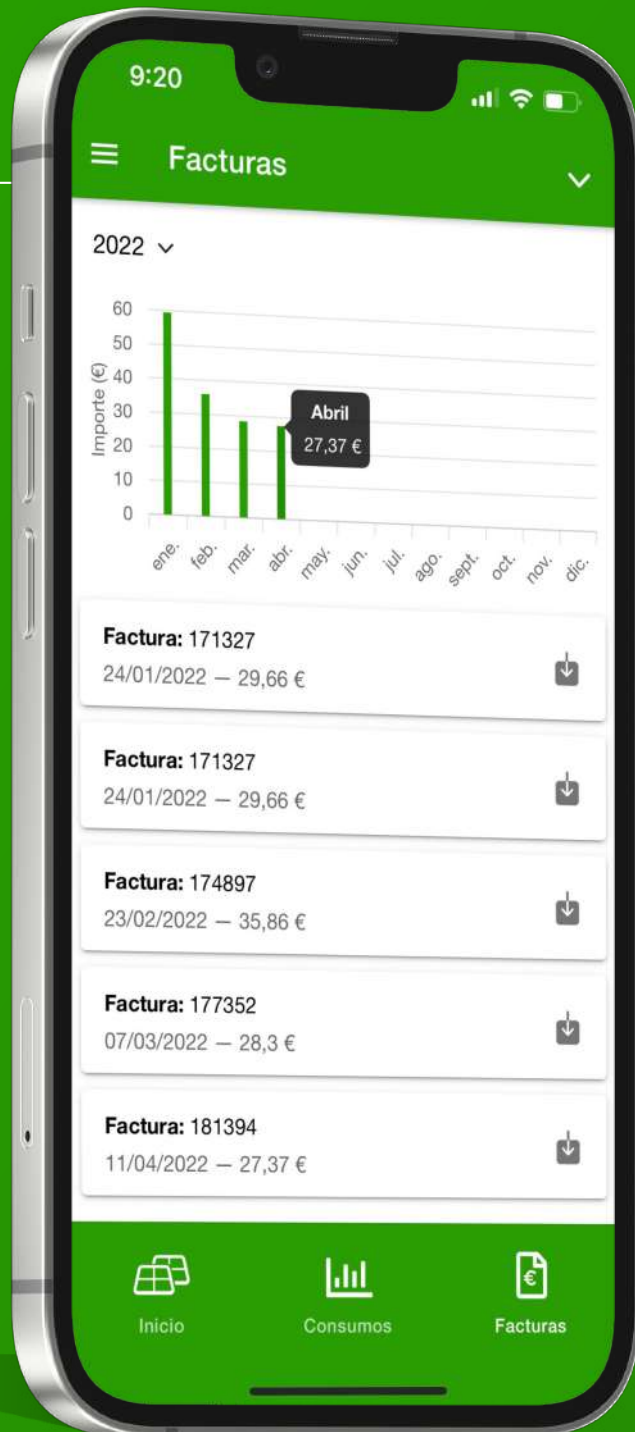 9:20
Facturas
2022
60
50
40
30
20
10
0
Importe (€)
Abril
27,37 €
ene. feb. mar. abr. may. jun. jul. ago. sept. oct. nov. dic.
Factura: 171327
24/01/2022 — 29,66 €
Factura: 171327
24/01/2022 — 29,66 €
Factura: 174897
23/02/2022 — 35,86 €
Factura: 177352
07/03/2022 — 28,3 €
Factura: 181394
11/04/2022 — 27,37 €
Inicio Consumos Facturas